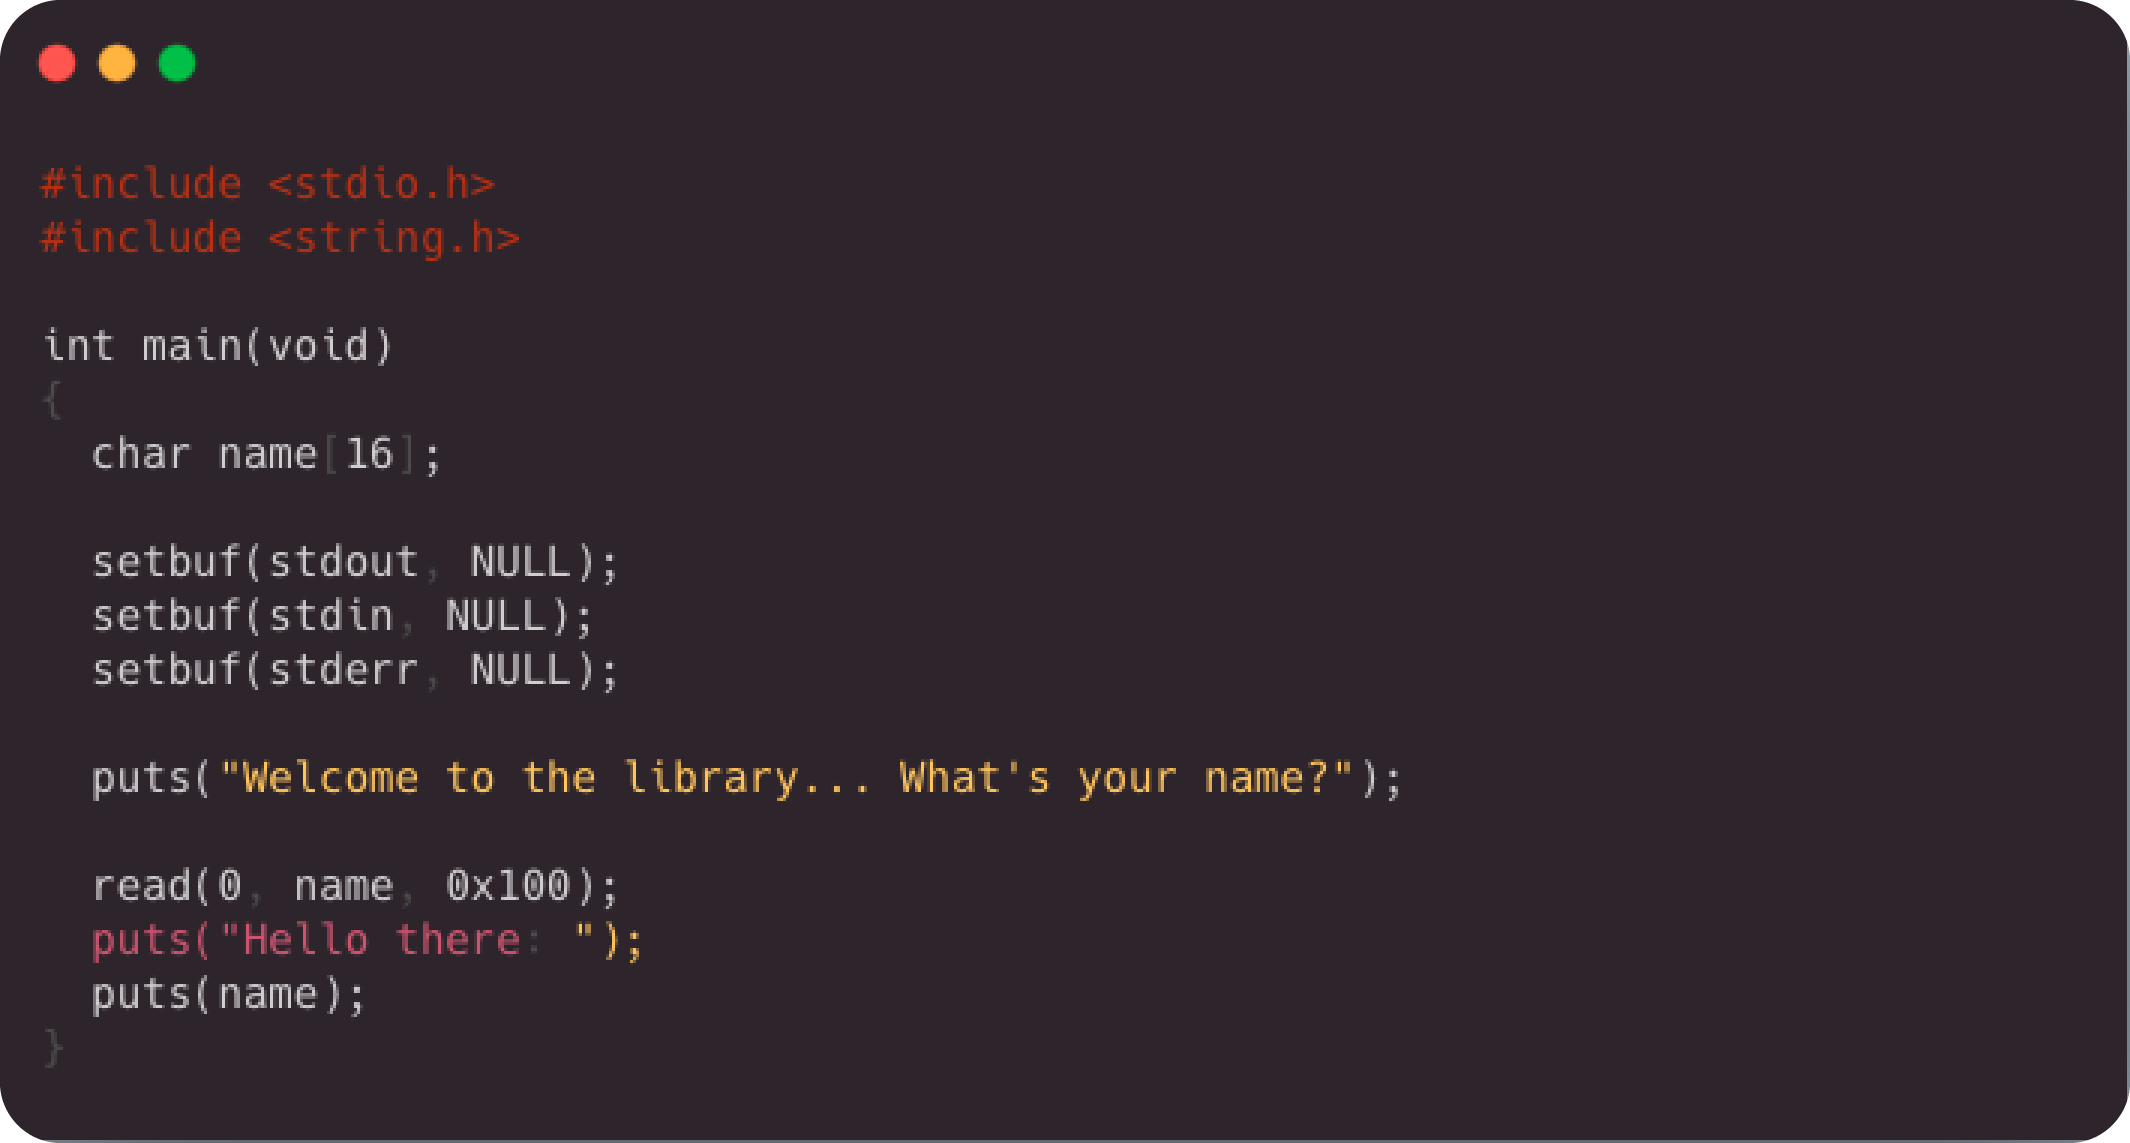 #include <stdio.h>
#include <string.h>
int main(void)
{
char name[16];
setbuf(stdout, NULL);
setbuf(stdin, NULL);
setbuf(stderr, NULL);
puts("Welcome to the library... What's your name?");
read(0, name, 0x100);
puts("Hello there: ");
puts(name);
}